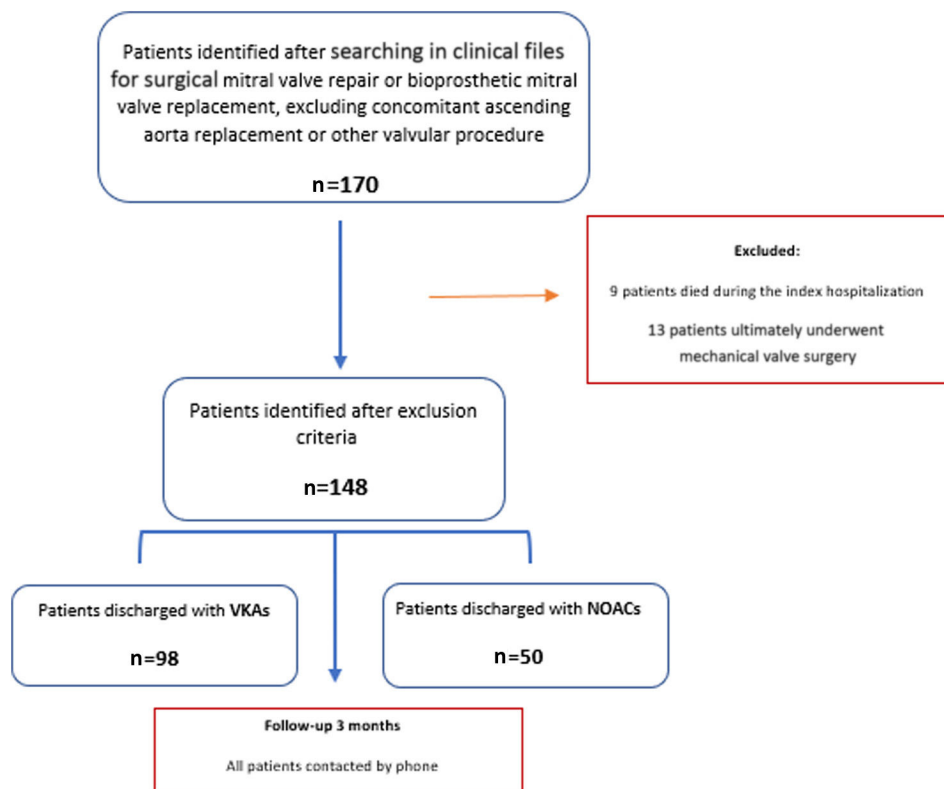 Patients identified after searching in clinical files
for surgical mitral valve repair or bioprosthetic mitral
valve replacement, excluding concomitant ascending
aorta replacement or other valvular procedure
n=170
Excluded:
9 patients died during the index hospitalization
13 patients ultimately underwent
mechanical valve surgery
Patients identified after exclusion
criteria
n=148
Patients discharged with VKAs
n=98
Patients discharged with NOACs
n=50
Follow-up 3 months
All patients contacted by phone